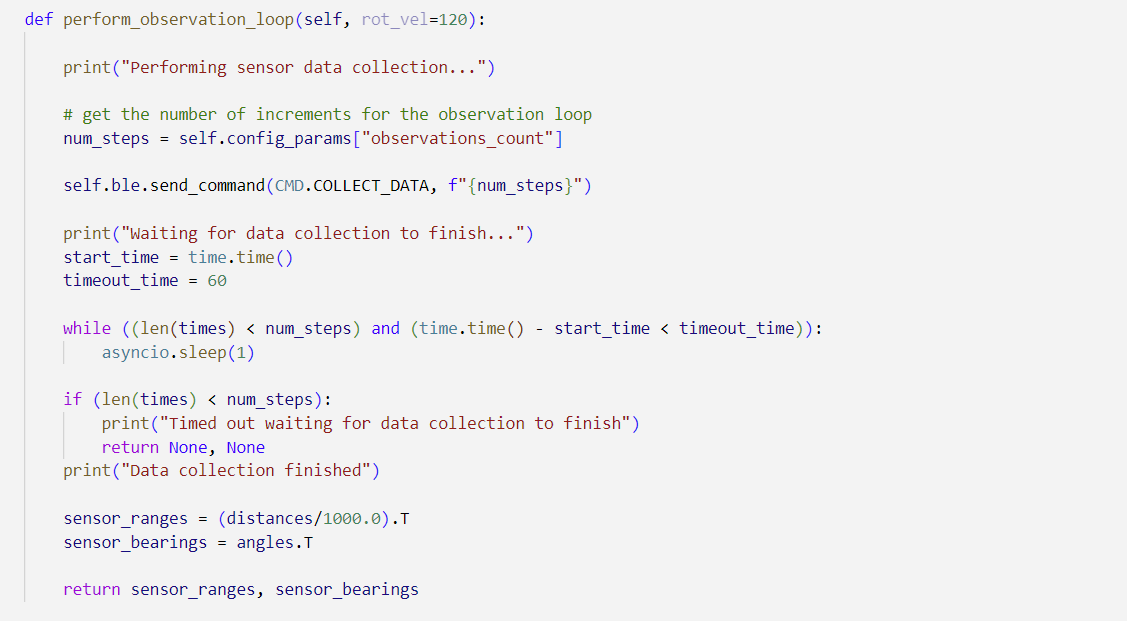 def perform_observation_loop(self, rot_vel=120):
print("Performing sensor data collection...")
# get the number of increments for the observation loop
num_steps = self.config_params["observations_count"]
self.ble.send_command(CMD.COLLECT_DATA, f"{num_steps}")
print("Waiting for data collection to finish...")
start_time = time.time()
timeout_time = 60
while ((len(times) < num_steps) and (time.time() - start_time < timeout_time)):
asyncio.sleep(1)
if (len(times) < num_steps):
print("Timed out waiting for data collection to finish")
return None, None
print("Data collection finished")
sensor_ranges = (distances/1000.0).T
sensor_bearings = angles.T
return sensor_ranges, sensor_bearings